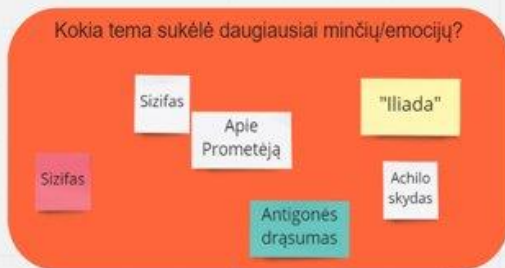 Kokia tema sukėlė daugiausiai minčių/emocijų?
Sizifas
Apie
Prometėją
"Iliada"
Sizifas
Achilo
skydas
Antigonės
drąsumas